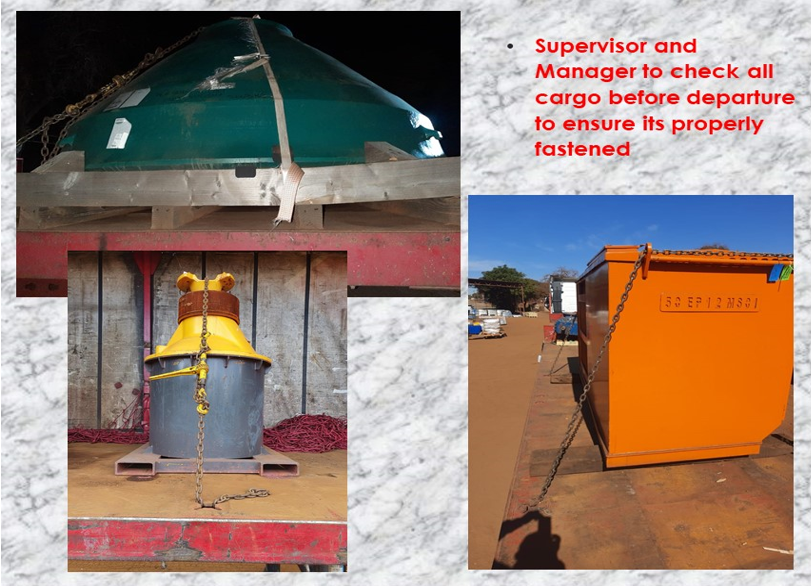 • Supervisor and
Manager to check all
cargo before departure
to ensure its properly
fastened